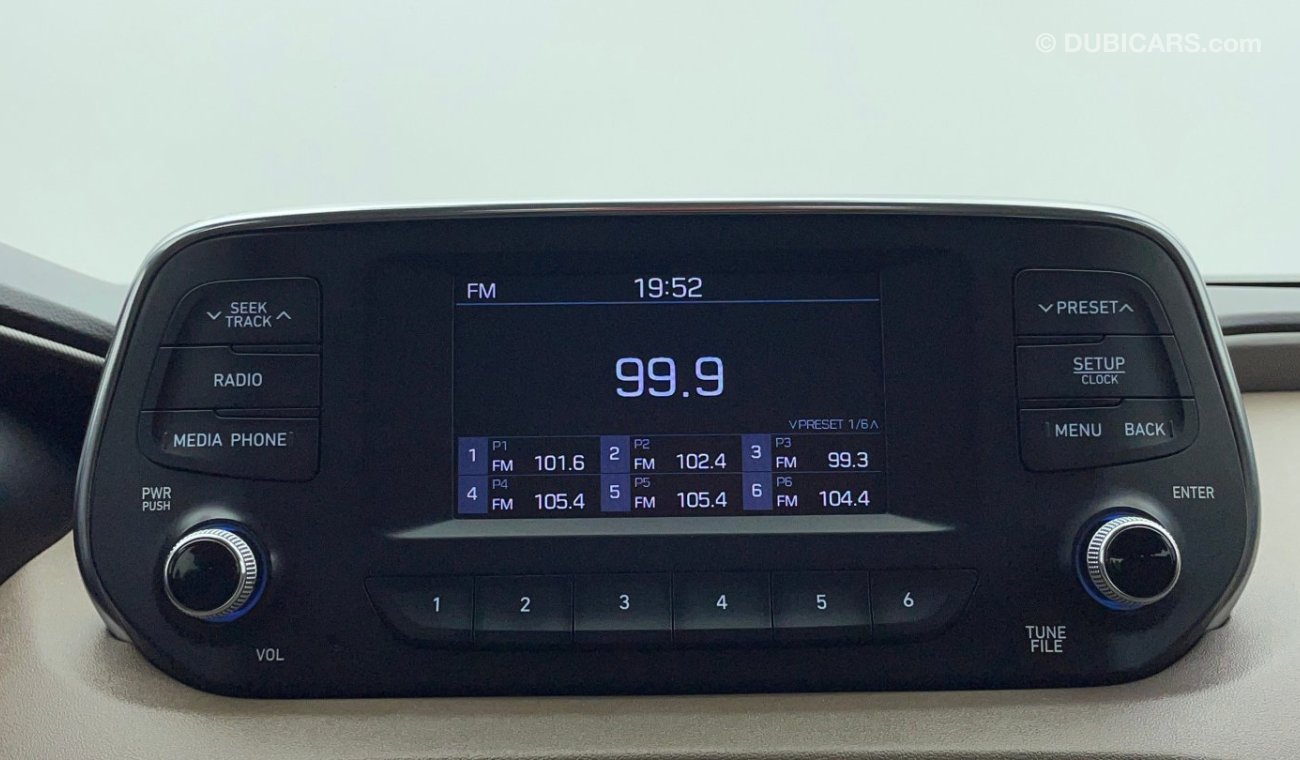 © DUBICARS.com
FM 19:52
99.9
∨PRESET 1/6∧
1 P1 FM 101.6 2 P2 FM 102.4 3 P3 FM 99.3
4 P4 FM 105.4 5 P5 FM 105.4 6 P6 FM 104.4
∨ SEEK ∧
TRACK
RADIO
MEDIA PHONE
PWR
PUSH
VOL
1 2 3 4 5 6
∨ PRESET ∧
SETUP
CLOCK
MENU BACK
ENTER
TUNE
FILE